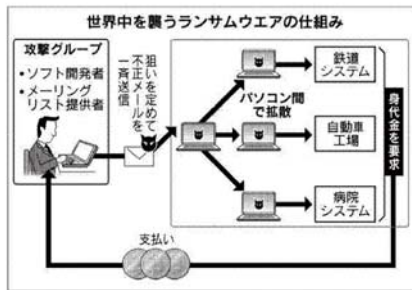 世界中を襲うランサムウエアの仕組み
攻撃グループ
・ソフト開発者
・メーリング
リスト提供者
狙いを定めて
不正メールを
一斉送信
パソコン間
で拡散
鉄道
システム
自動車
工場
病院
システム
身代金を要求
支払い